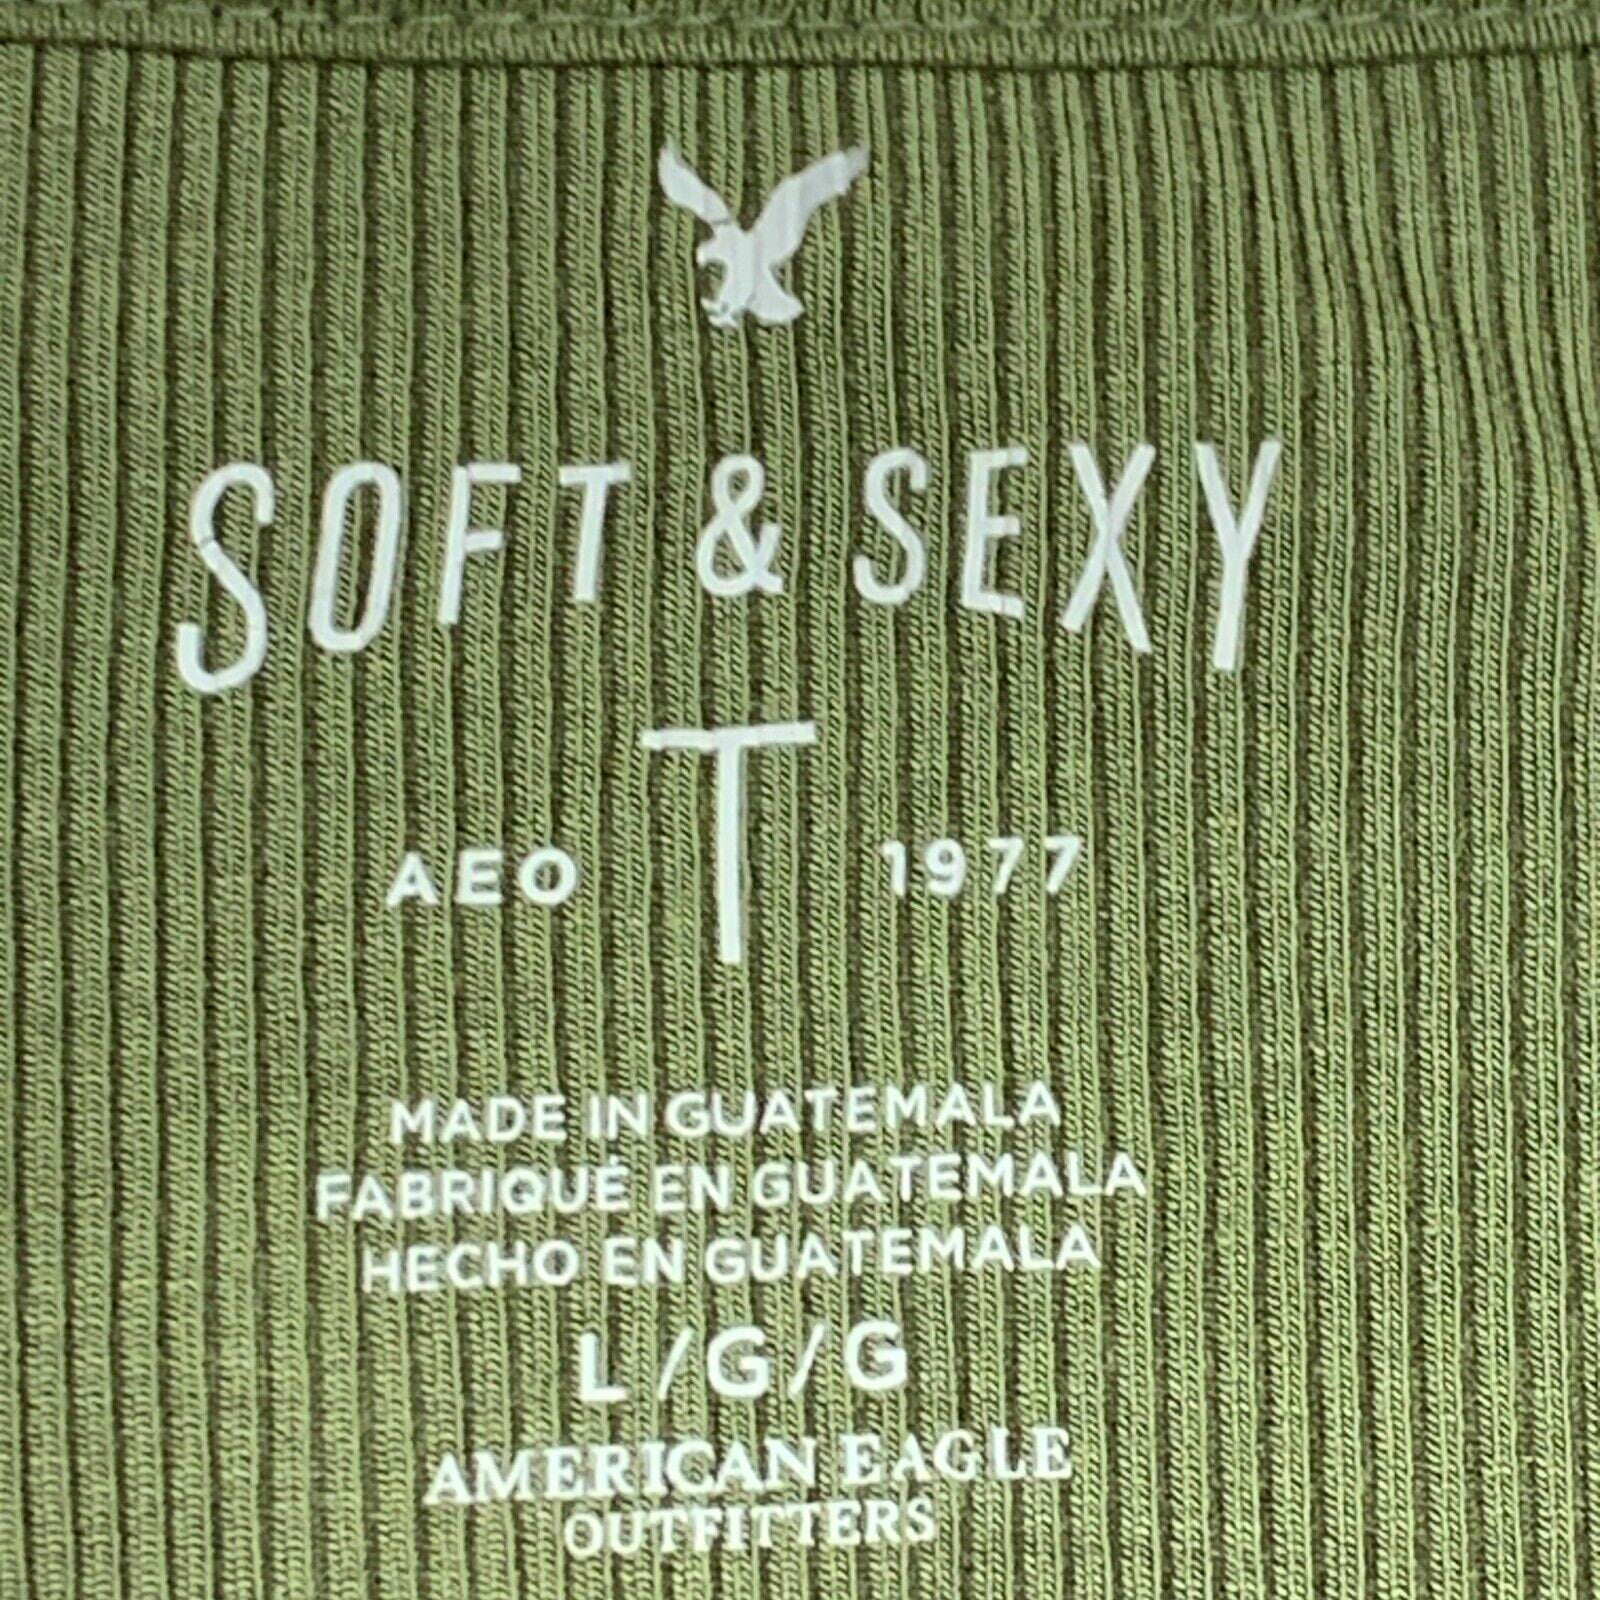 SOFT & SEXY
T
AEO 1977
MADE IN GUATEMALA
FABRIQUÉ EN GUATEMALA
HECHO EN GUATEMALA
L/G/G
AMERICAN EAGLE
OUTFITTERS